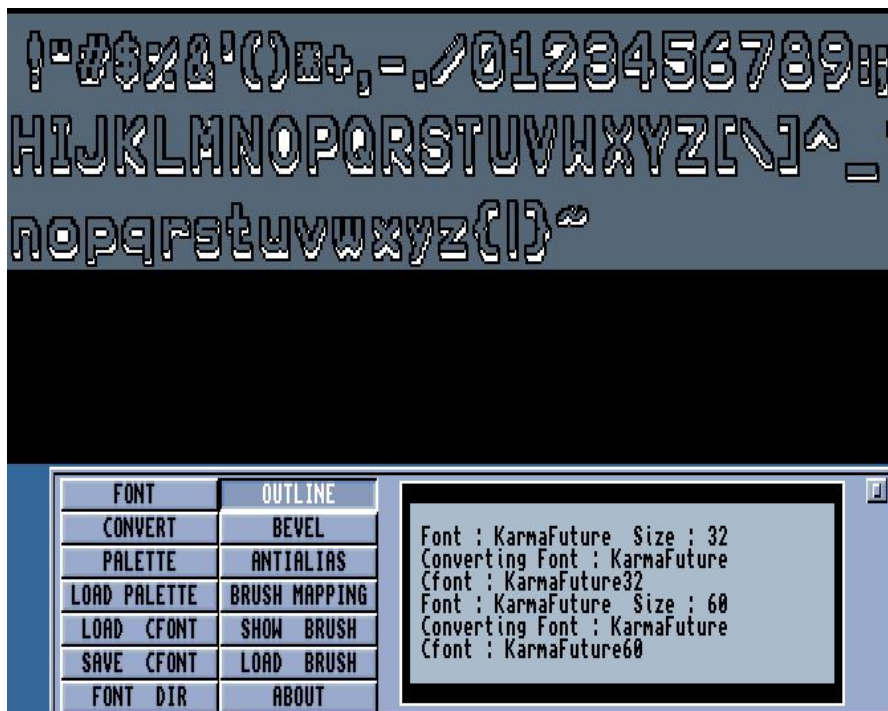 !"#$%&'()*+,-./0123456789:;
HIJKLMNOPQRSTUVWXYZ[\]^_`
nopqrstuvwxyz{|}~
FONT OUTLINE
CONVERT BEVEL
PALETTE ANTIALIAS
LOAD PALETTE BRUSH MAPPING
LOAD CFONT SHOW BRUSH
SAVE CFONT LOAD BRUSH
FONT DIR ABOUT
Font : KarmaFuture Size : 32
Converting Font : KarmaFuture
Cfont : KarmaFuture32
Font : KarmaFuture Size : 60
Converting Font : KarmaFuture
Cfont : KarmaFuture60